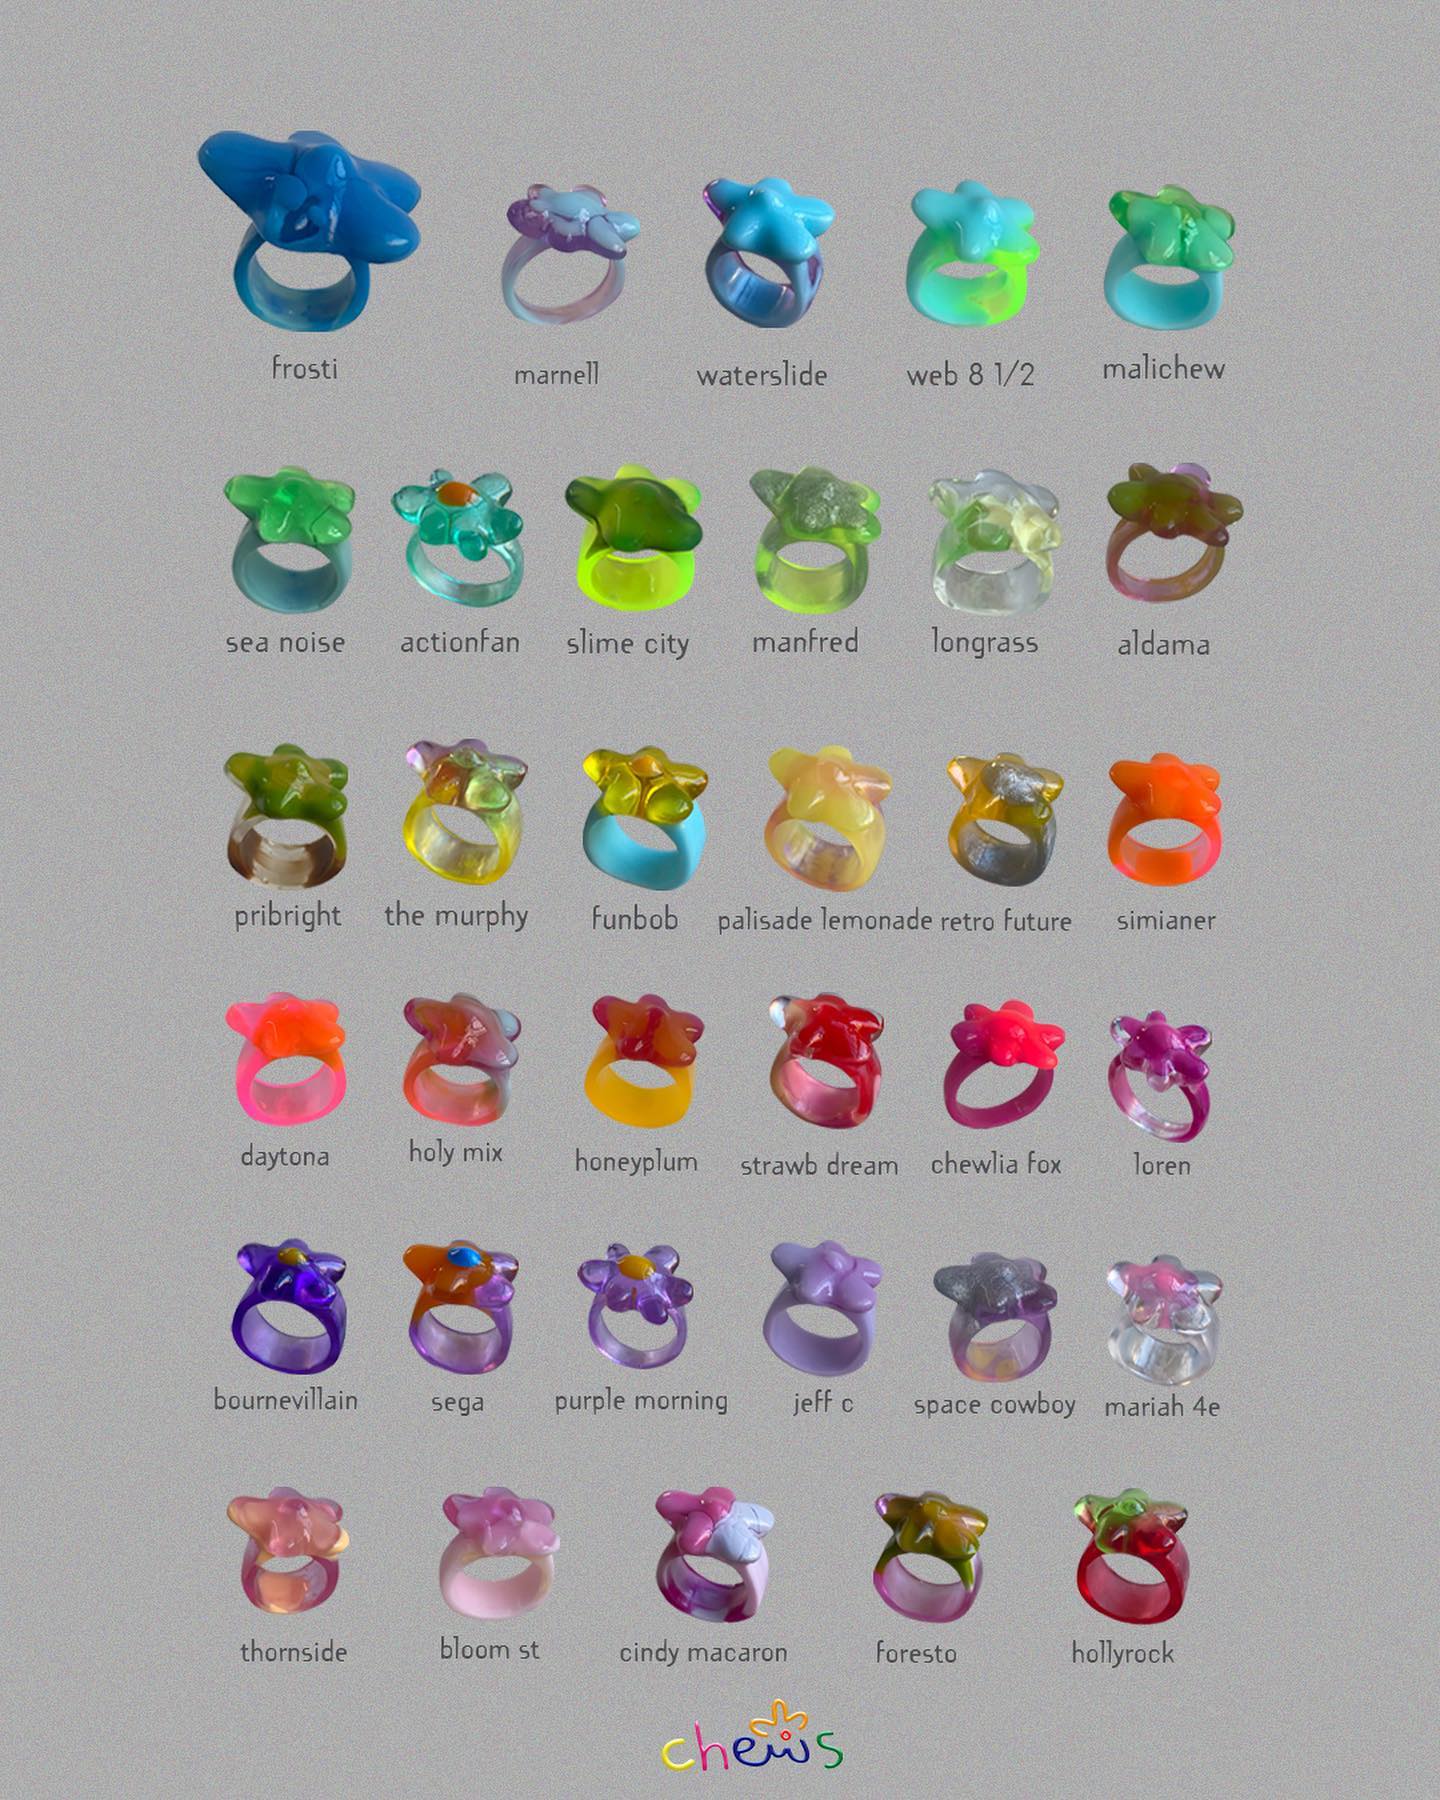 frosti marnell waterslide web 8 1/2 malichew
sea noise actionfan slime city manfred longrass aldama
pribright the murphy funbob palisade lemonade retro future simianer
daytona holy mix honeyplum strawb dream chewlia fox loren
bournevillain sega purple morning jeff c space cowboy mariah 4e
thornside bloom st cindy macaron foresto hollyrock
chews